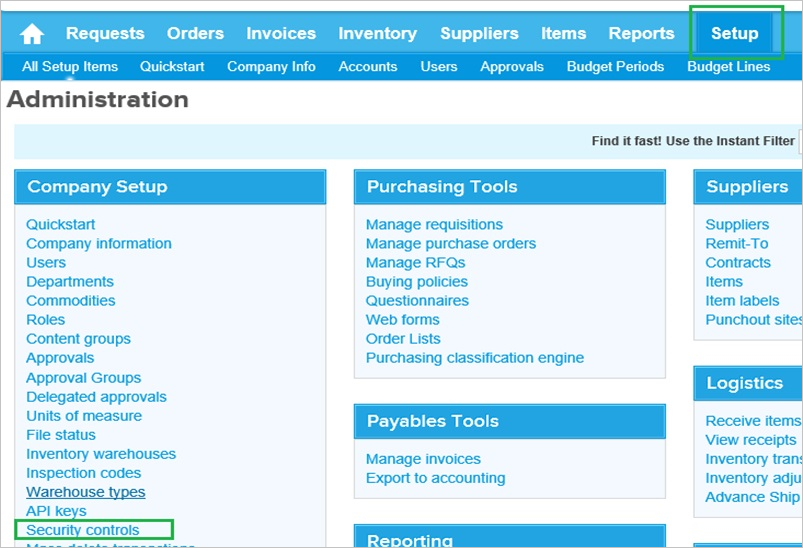 Requests Orders Invoices Inventory Suppliers Items Reports Setup
All Setup Items Quickstart Company Info Accounts Users Approvals Budget Periods Budget Lines
Administration
Find it fast! Use the Instant Filter
Company Setup
Quickstart
Company information
Users
Departments
Commodities
Roles
Content groups
Approvals
Approval Groups
Delegated approvals
Units of measure
File status
Inventory warehouses
Inspection codes
Warehouse types
API keys
Security controls
Mass delete transactions
Purchasing Tools
Manage requisitions
Manage purchase orders
Manage RFQs
Buying policies
Questionnaires
Web forms
Order Lists
Purchasing classification engine
Payables Tools
Manage invoices
Export to accounting
Reporting
Suppliers
Suppliers
Remit-To
Contracts
Items
Item labels
Punchout sites
Logistics
Receive items
View receipts
Inventory trans
Inventory adju
Advance Ship